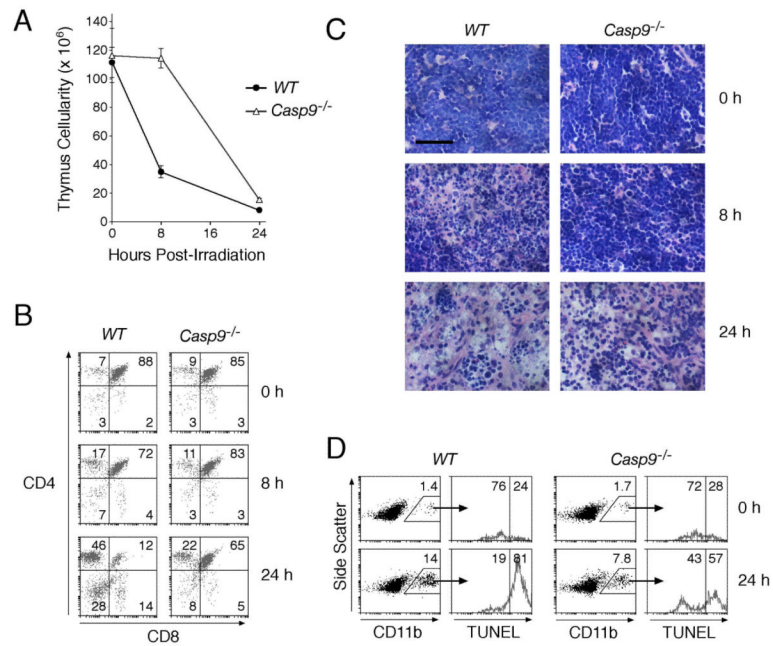 A
Thymus Cellularity (x 10⁶)
140
120
100
80
60
40
20
0
0 8 16 24
Hours Post-Irradiation
WT
Casp9⁻/⁻
B
WT Casp9⁻/⁻
7 88 9 85
3 2 3 3
0 h
17 72 11 83
7 4 3 3
8 h
46 12 22 65
28 14 8 5
24 h
CD4
CD8
C
WT Casp9⁻/⁻
0 h
8 h
24 h
D
WT Casp9⁻/⁻
1.4 76 24 1.7 72 28
0 h
14 19 81 7.8 43 57
24 h
Side Scatter
CD11b TUNEL CD11b TUNEL